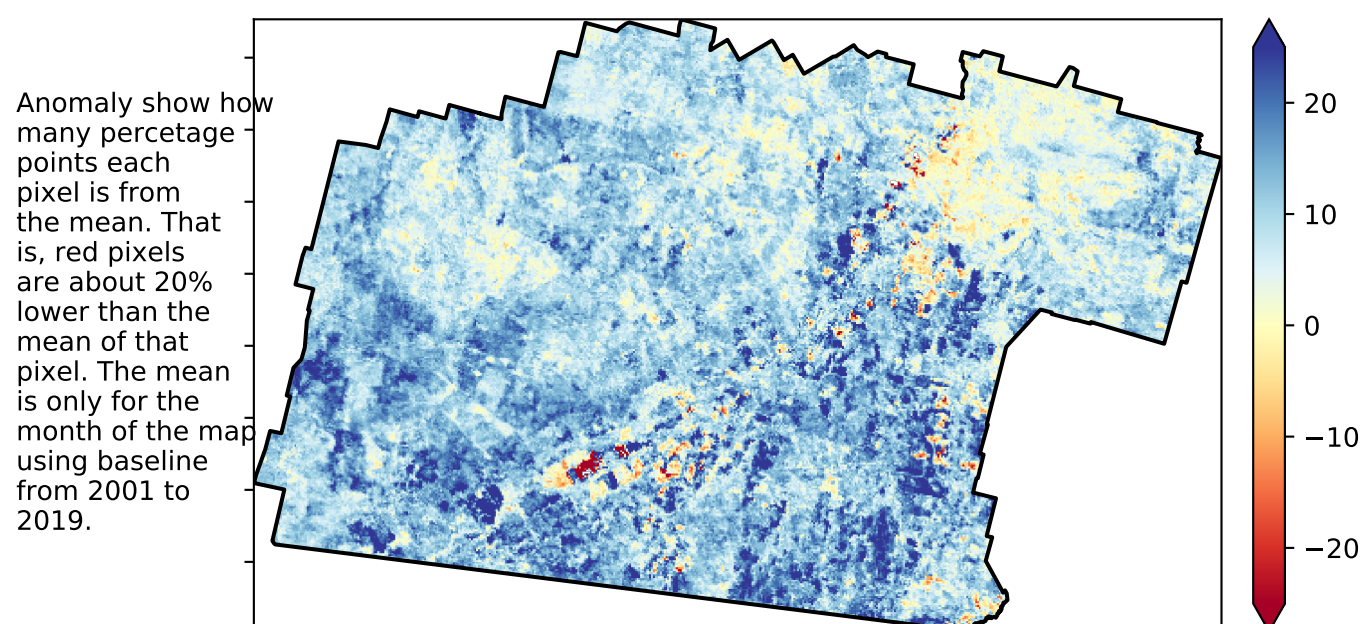 Anomaly show how
many percetage
points each
pixel is from
the mean. That
is, red pixels
are about 20%
lower than the
mean of that
pixel. The mean
is only for the
month of the map
using baseline
from 2001 to
2019.
20
10
0
−10
−20